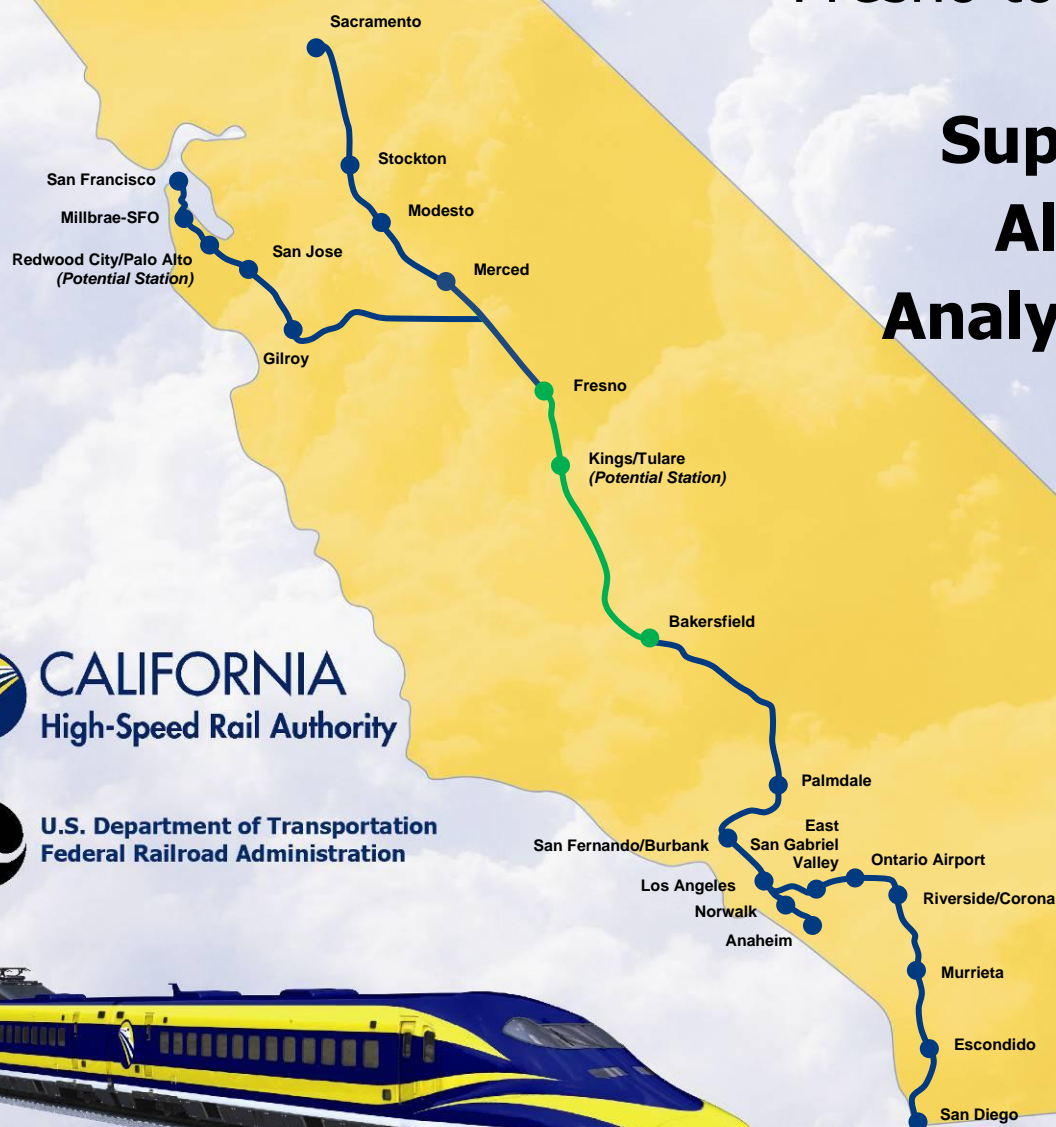 Fresno to
Sup
Al
Analy
Sacramento
Stockton
San Francisco
Modesto
Millbrae-SFO
San Jose
Redwood City/Palo Alto
(Potential Station)
Merced
Gilroy
Fresno
Kings/Tulare
(Potential Station)
Bakersfield
CALIFORNIA
High-Speed Rail Authority
Palmdale
U.S. Department of Transportation
Federal Railroad Administration
San Fernando/Burbank
East
San Gabriel
Valley
Ontario Airport
Los Angeles
Riverside/Corona
Norwalk
Anaheim
Murrieta
Escondido
San Diego